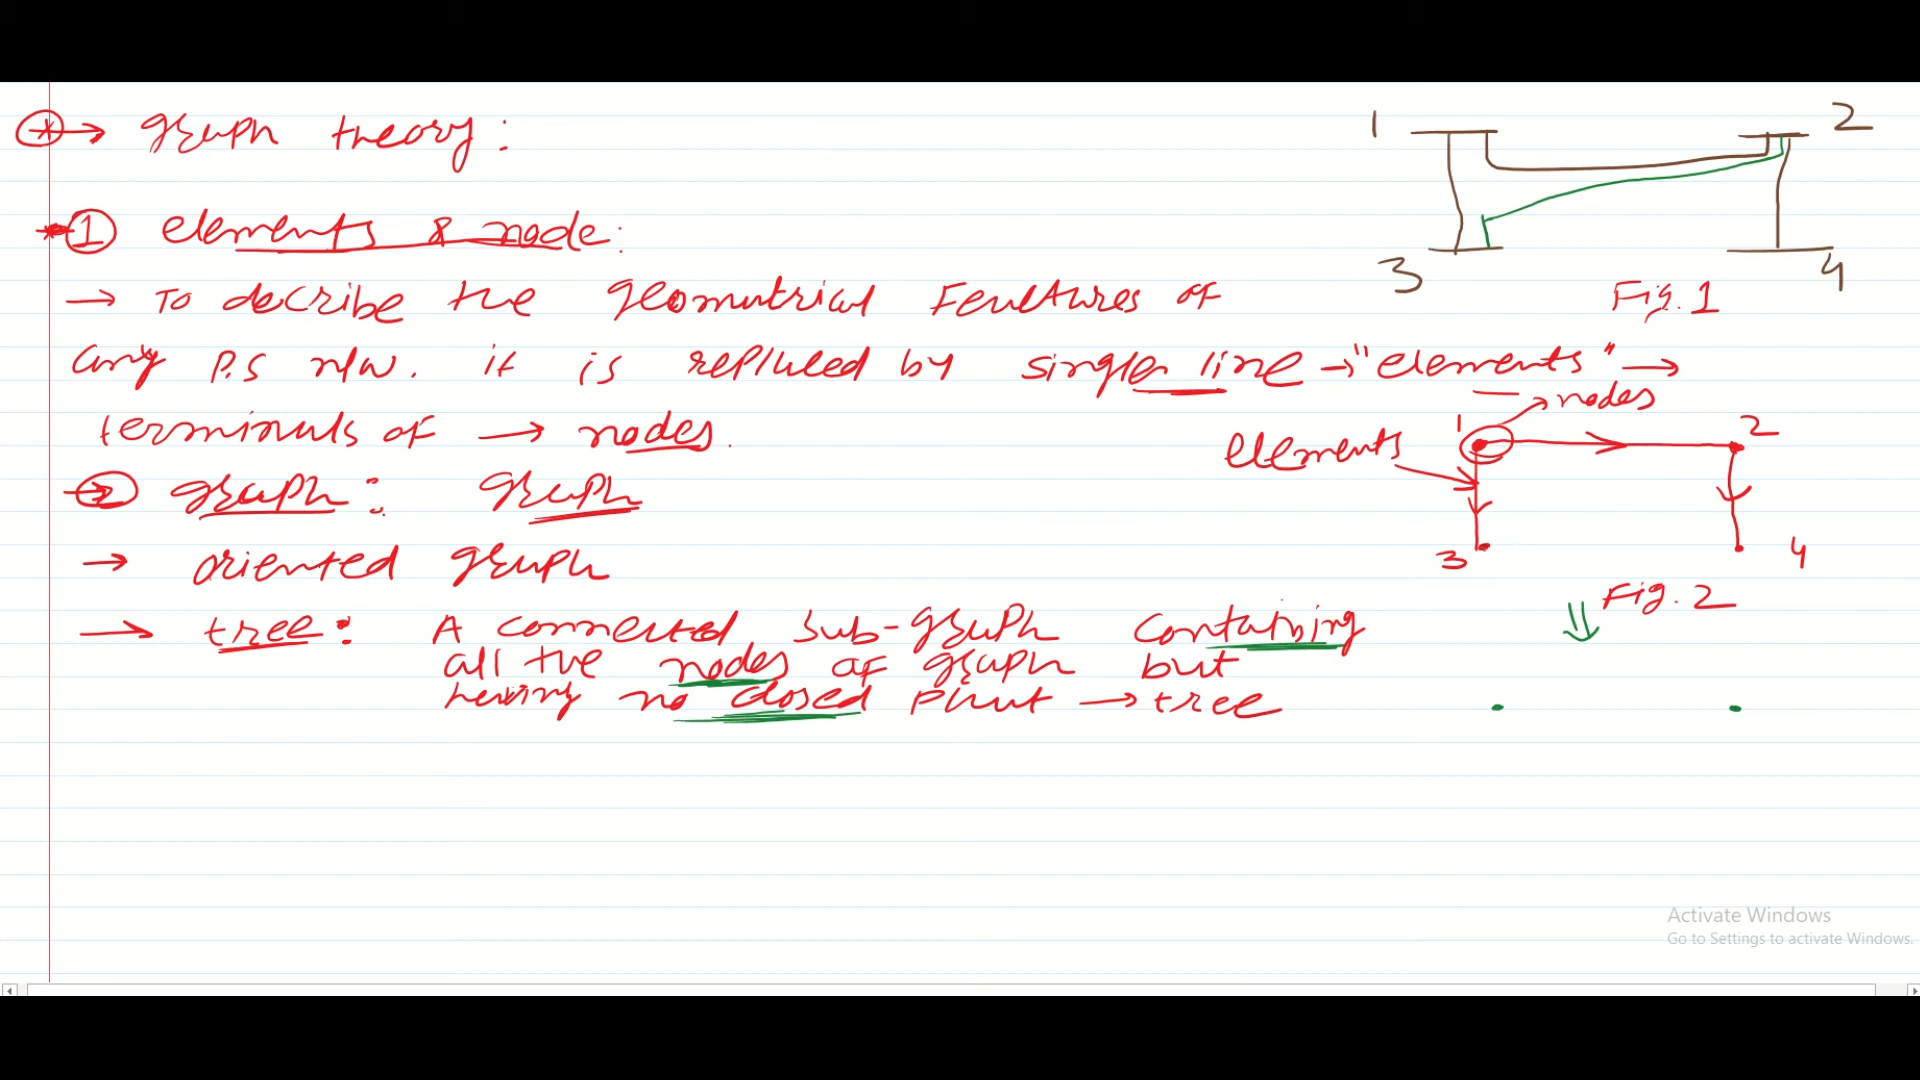 * → graph theory:
1 elements & node:
→ To decribe the geometrical Features of
any P.S n/w. it is replaced by single line → "elements" →
terminals of → nodes.
2 graph: graph
→ oriented graph
→ tree: A connected sub-graph containing
all the nodes of graph but
having no closed phat → tree
1 2
3 4
Fig. 1
nodes
1 2
elements
3 4
Fig. 2
Activate Windows
Go to Settings to activate Windows.